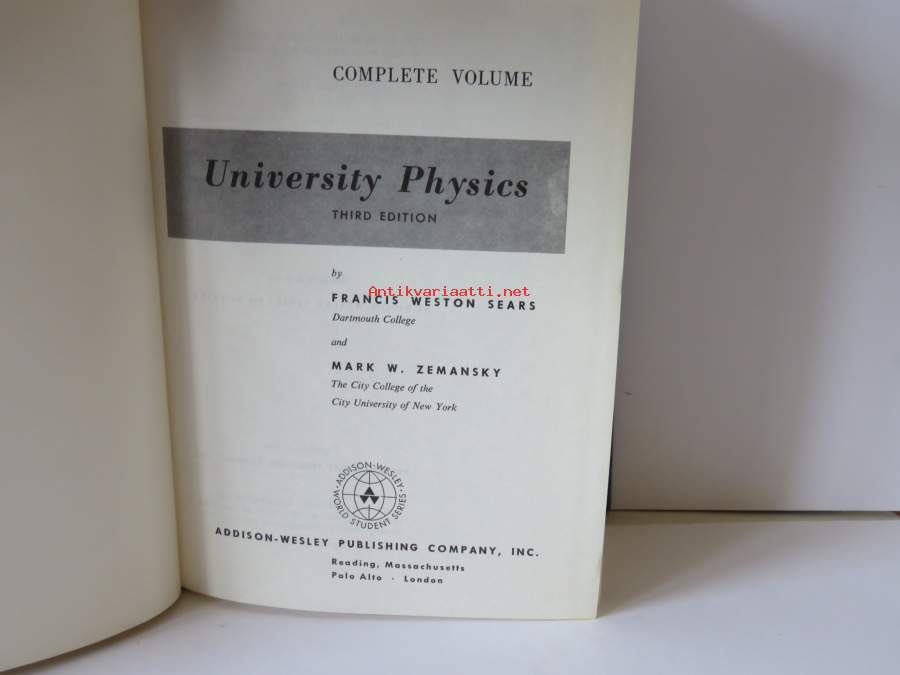 COMPLETE VOLUME
University Physics
THIRD EDITION
by
Antikvariaatti.net
FRANCIS WESTON SEARS
Dartmouth College
and
MARK W. ZEMANSKY
The City College of the
City University of New York
ADDISON-WESLEY
WORLD STUDENT SERIES
ADDISON-WESLEY PUBLISHING COMPANY, INC.
Reading, Massachusetts
Palo Alto · London